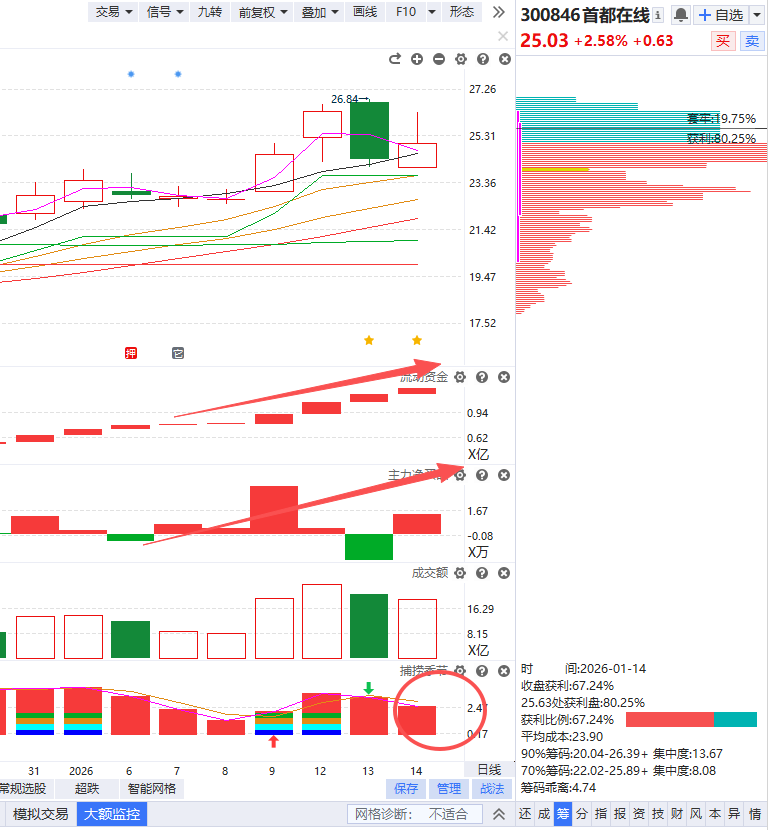 交易 信号 九转 前复权 叠加 画线 F10 形态
300846首都在线
自选
25.03 +2.58% +0.63 买 卖
27.26
26.84
25.31
23.36
21.42
19.47
17.52
套牢:19.75%
获利:80.25%
押
流动资金
0.94
0.62
X亿
主力净买
1.67
-0.08
X万
成交额
16.29
8.15
X亿
捕捞季节
2.47
0.17
31 2026 6 7 8 9 12 13 14 日线
常规选股 超跌 智能网格 保存 管理 战法
模拟交易 大额监控 网格诊断: 不适合
时 间:2026-01-14
收盘获利:67.24%
25.63处获利盘:80.25%
获利比例:67.24%
平均成本:23.90
90%筹码:20.04-26.39+ 集中度:13.67
70%筹码:22.02-25.89+ 集中度:8.08
筹码乖离:4.74
还 成 筹 分 指 报 资 技 财 风 本 异 情